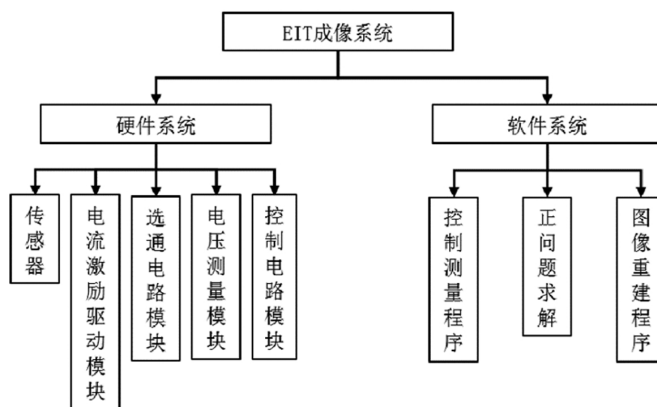 EIT成像系统
硬件系统
软件系统
传感器
电流激励驱动模块
选通电路模块
电压测量模块
控制电路模块
控制测量程序
正问题求解
图像重建程序